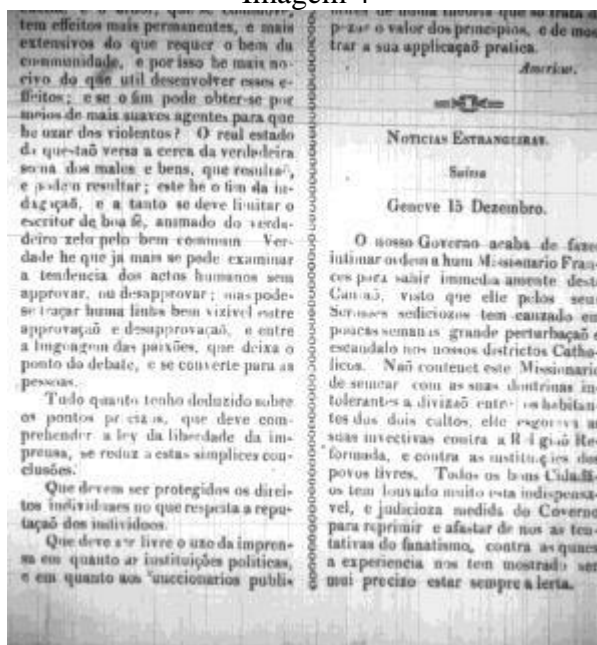 Imagem 4
tem effeitos mais permanentes, e mais
extensivos do que requer o bem da
communidade, e por isso he mais no-
civo do que util desenvolver esses e-
ffeitos; e se o fim pode obter-se por
meios de mais suaves agentes para que
he uzar dos violentos? O real estado
da questaõ versa a cerca da verdadeira
soma dos males e bens, que resultaõ,
e podem resultar; este he o fim da in-
dagaçaõ, e a tanto se deve limitar o
escritor de boa fé, animado do verda-
deiro zelo pelo bem commum Ver-
dade he que ja mais se pode examinar
a tendencia dos actos humanos sem
approvar, ou desapprovar; mas pode-
se traçar huma linha bem vizivel entre
approvaçaõ e desapprovaçaõ, e entre
a lingoagem das paixões, que deixa o
ponto do debate, e se converte para as
pessoas.
Tudo quanto tenho deduzido sobre
os pontos precizos, que deve com-
prehender a ley da liberdade da im-
prensa, se reduz a estas simplices con-
clusões.
Que devem ser protegidos os direi-
tos individuaes no que respeita a repu-
taçaõ dos individuos.
Que deve ser livre o uzo da impren-
sa em quanto as instituições politicas,
e em quanto aos funccionarios publi-
pezar o valor dos principios, e de mos
trar a sua applicaçaõ pratica.
Americus.
NOTICIAS ESTRANGEIRAS.
Suissa
Geneve 15 Dezembro.
O nosso Governo acaba de fazer
intimar ordem a hum Missionario Fran-
cez para sahir immediatamente deste
Cantaõ, visto que elle pelos seus
Sermões sediciozos tem cauzado em
poucas semanas grande perturbaçaõ e
escandalo nos nossos districtos Catho-
licos. Naõ contente este Missionario
de semear com as suas doutrinas in-
tolerantes a divizaõ entre os habitan-
tes dos dois cultos, elle
suas invectivas contra a Religiaõ Re-
formada, e contra as instituições dos
povos livres. Todos os bons Cidadã-
os tem louvado muito esta indispensa-
vel, e judicioza medida do Governo
para reprimir e afastar de nos as ten-
tativas do fanatismo, contra as quaes
a experiencia nos tem mostrado ser
mui precizo estar sempre a lerta.